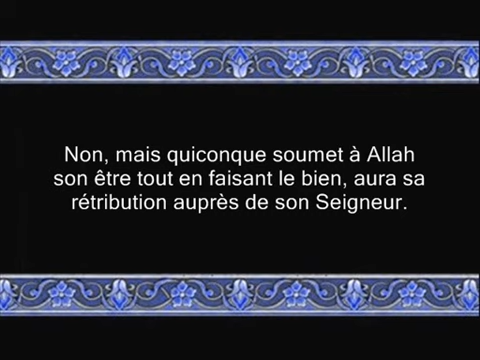 Non, mais quiconque soumet à Allah
son être tout en faisant le bien, aura sa
rétribution auprès de son Seigneur.